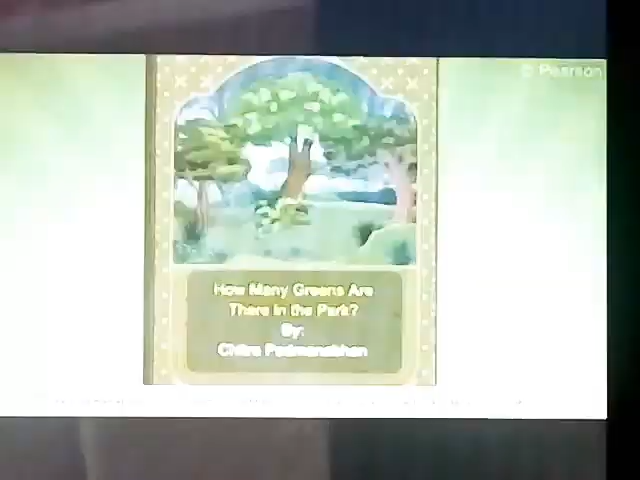 © Pearson
How Many Greens Are
There in the Park?
By:
Chitra Padmanabhan